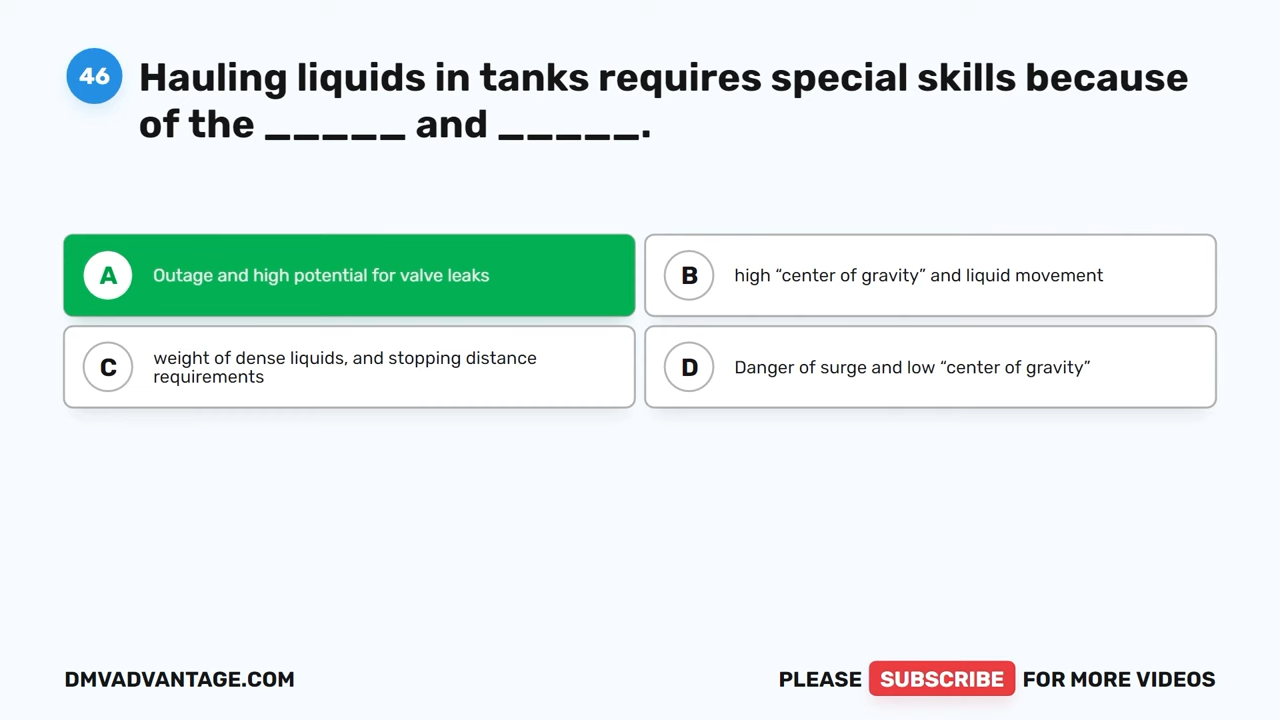 46
Hauling liquids in tanks requires special skills because
of the _____ and _____.
A
Outage and high potential for valve leaks
B
high “center of gravity” and liquid movement
C
weight of dense liquids, and stopping distance
requirements
D
Danger of surge and low “center of gravity”
DMVADVANTAGE.COM
PLEASE SUBSCRIBE FOR MORE VIDEOS